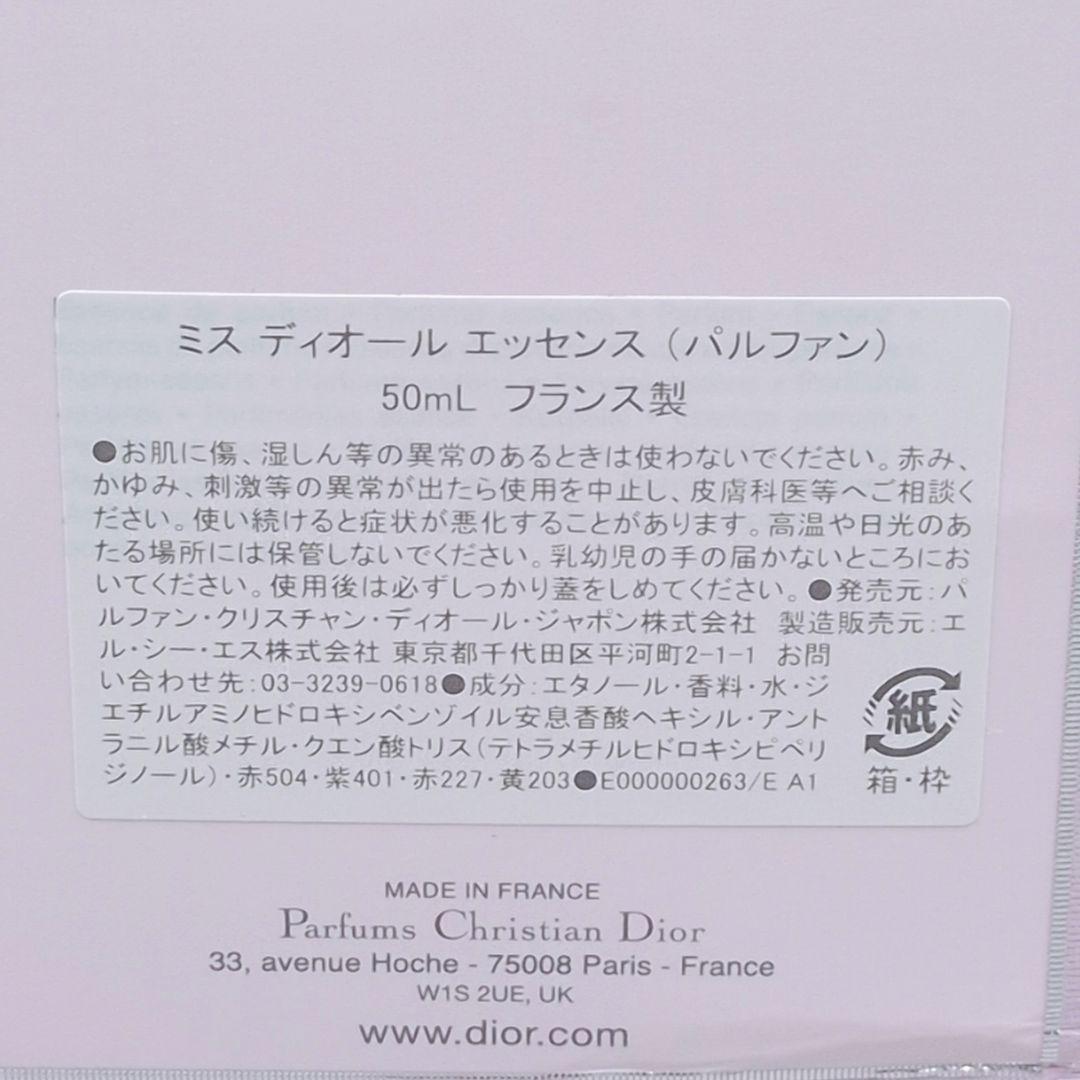 ミス ディオール エッセンス（パルファン）
50mL フランス製
●お肌に傷、湿しん等の異常のあるときは使わないでください。赤み、
かゆみ、刺激等の異常が出たら使用を中止し、皮膚科医等へご相談く
ださい。使い続けると症状が悪化することがあります。高温や日光のあ
たる場所には保管しないでください。乳幼児の手の届かないところにお
いてください。使用後は必ずしっかり蓋をしめてください。●発売元：パ
ルファン・クリスチャン・ディオール・ジャポン株式会社 製造販売元：エ
ル・シー・エス株式会社 東京都千代田区平河町2-1-1 お問
い合わせ先：03-3239-0618●成分：エタノール・香料・水・ジ
エチルアミノヒドロキシベンゾイル安息香酸ヘキシル・アント
ラニル酸メチル・クエン酸トリス（テトラメチルヒドロキシピペリ
ジノール）・赤504・紫401・赤227・黄203●E000000263/E A1
紙
箱・枠
MADE IN FRANCE
Parfums Christian Dior
33, avenue Hoche - 75008 Paris - France
W1S 2UE, UK
www.dior.com